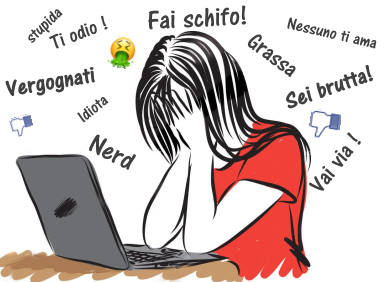 stupida
Ti odio !
Fai schifo!
Nessuno ti ama
Grassa
Vergognati
Idiota
Sei brutta!
Nerd
Vai via !